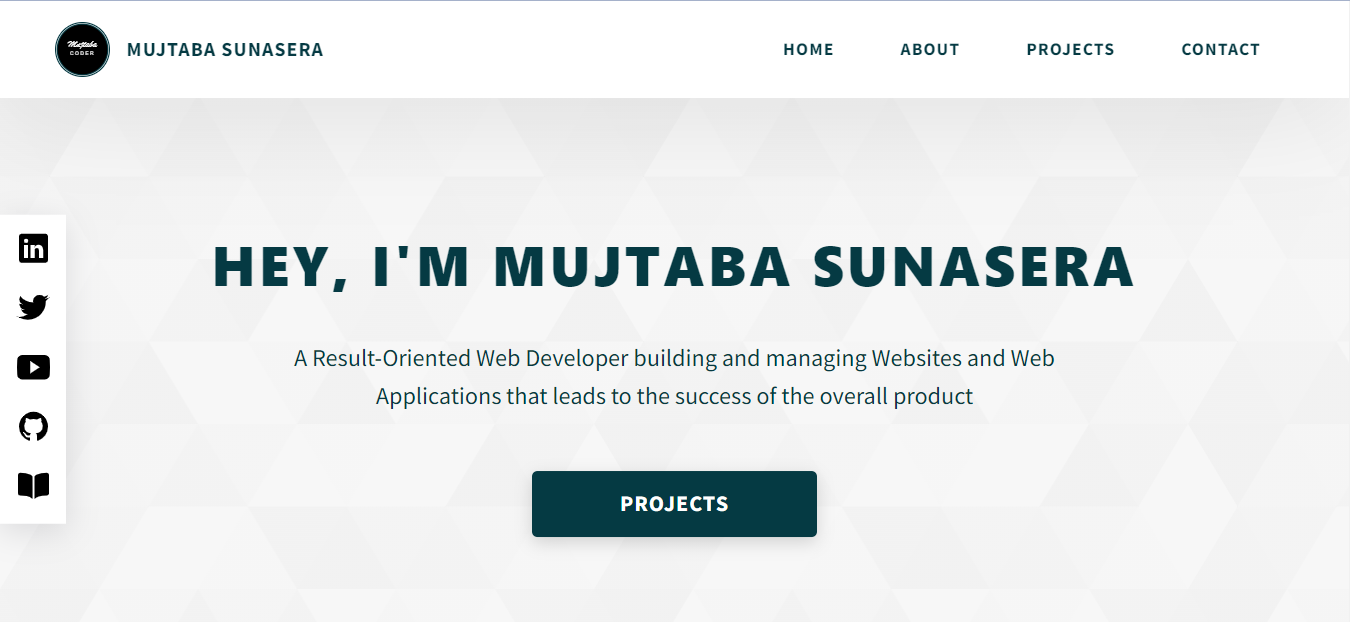 Mujtaba
CODER
MUJTABA SUNASERA
HOME
ABOUT
PROJECTS
CONTACT
in
HEY, I'M MUJTABA SUNASERA
A Result-Oriented Web Developer building and managing Websites and Web
Applications that leads to the success of the overall product
PROJECTS